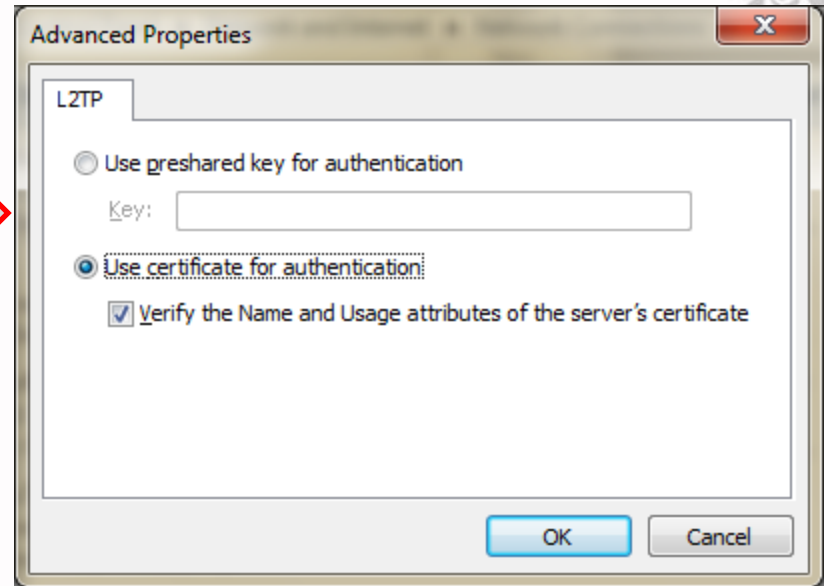 Advanced Properties
L2TP
Use preshared key for authentication
Key:
Use certificate for authentication
Verify the Name and Usage attributes of the server's certificate
OK
Cancel